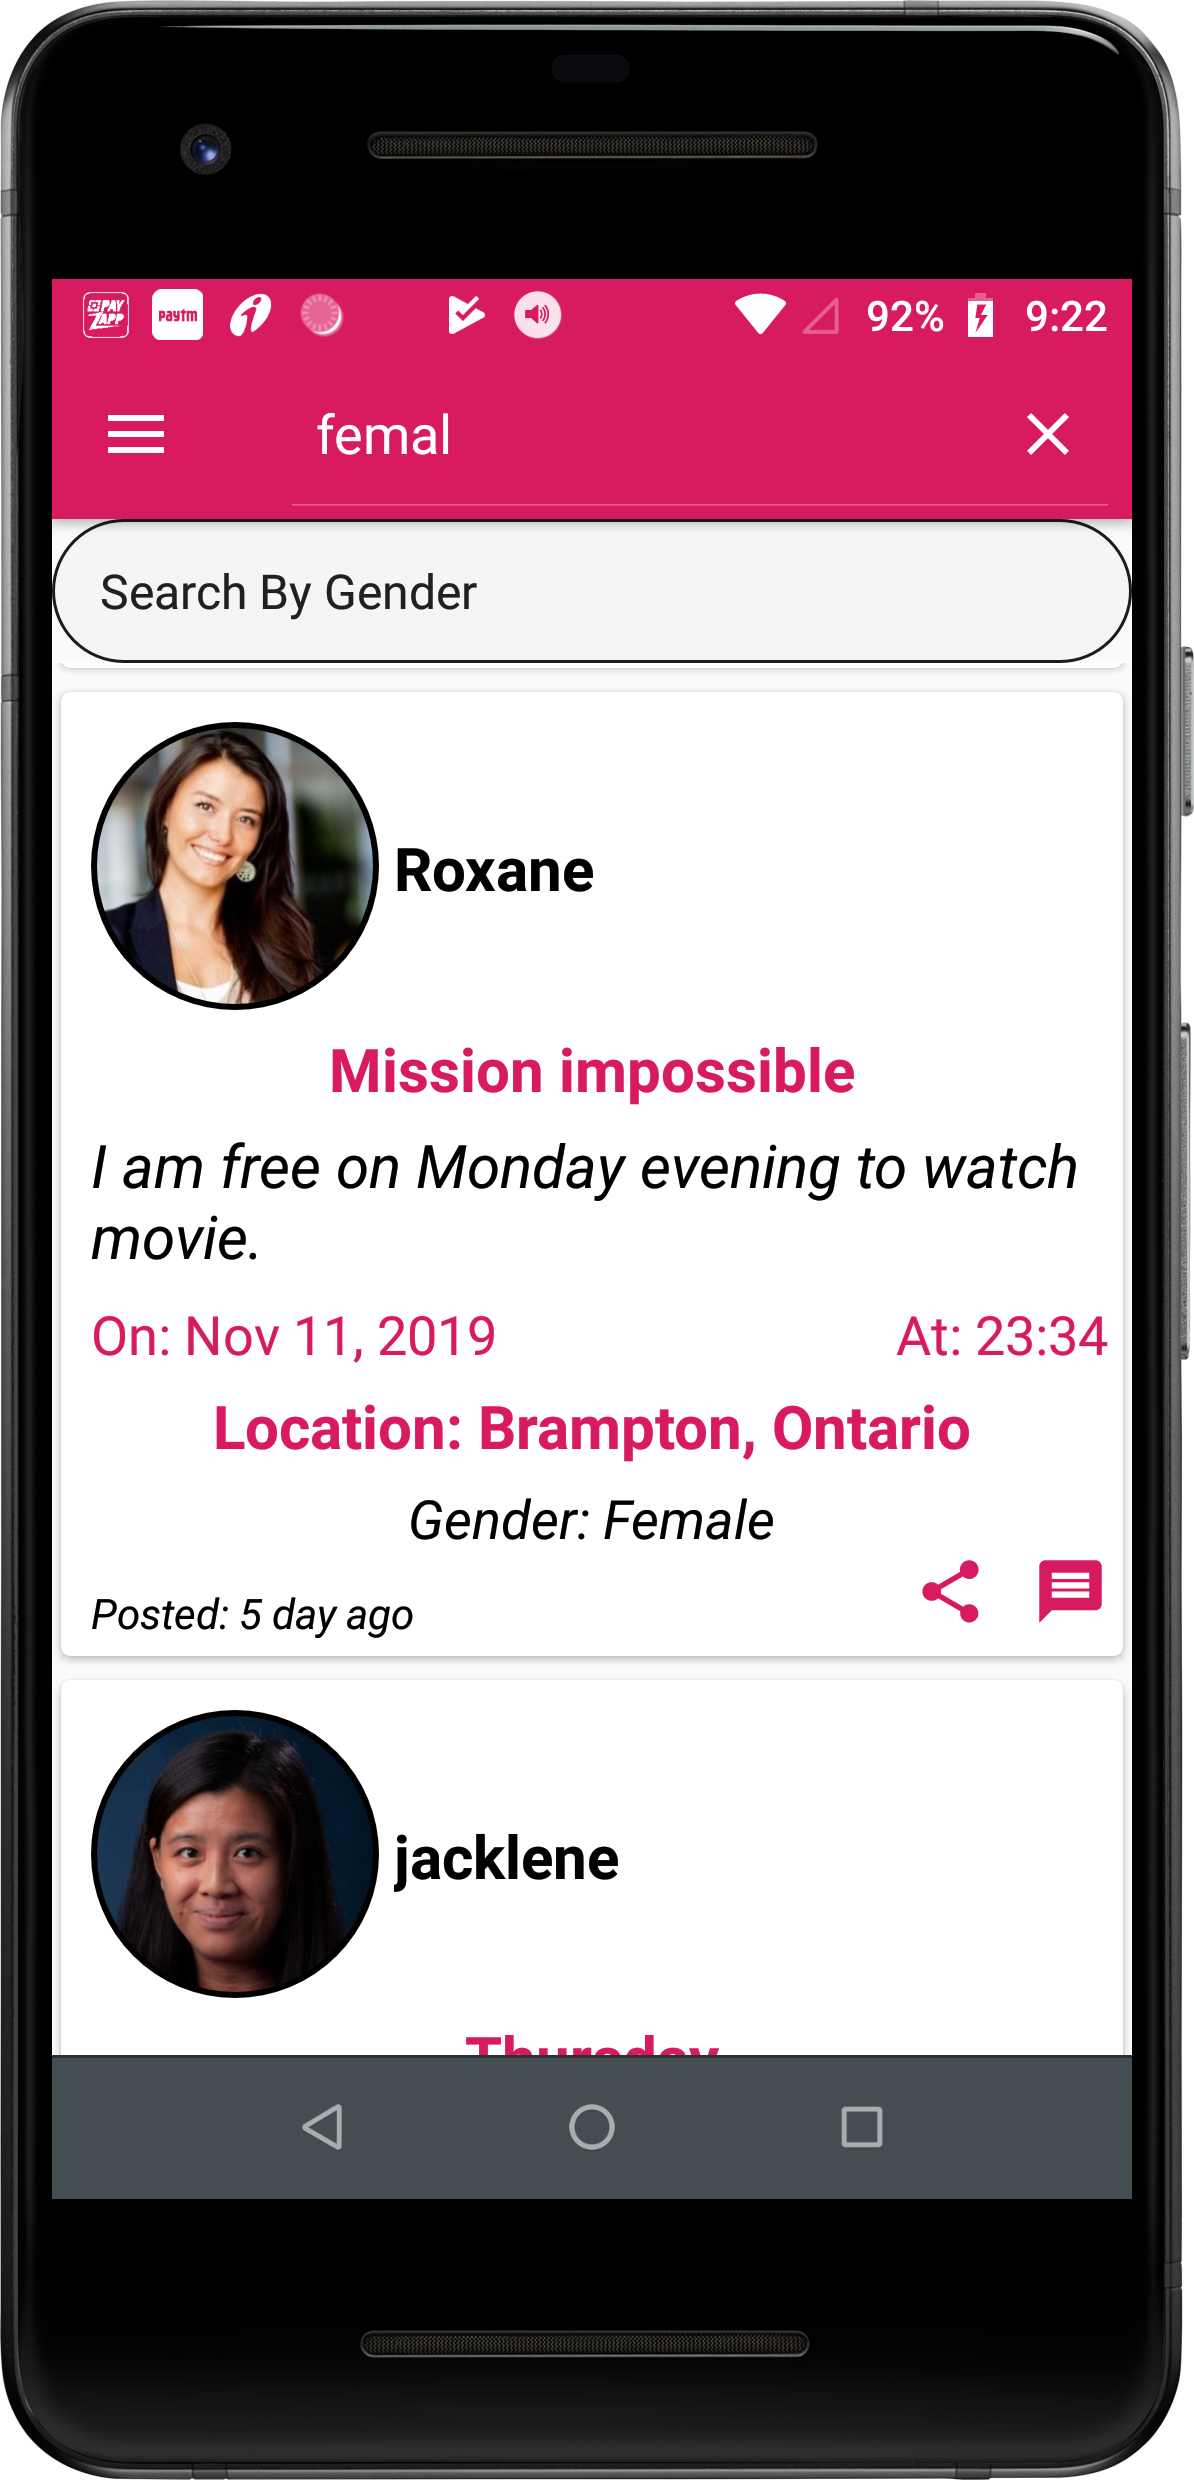 PAY
ZAPP
paytm
92%
9:22
femal
Search By Gender
Roxane
Mission impossible
I am free on Monday evening to watch
movie.
On: Nov 11, 2019
At: 23:34
Location: Brampton, Ontario
Gender: Female
Posted: 5 day ago
jacklene
Thursday